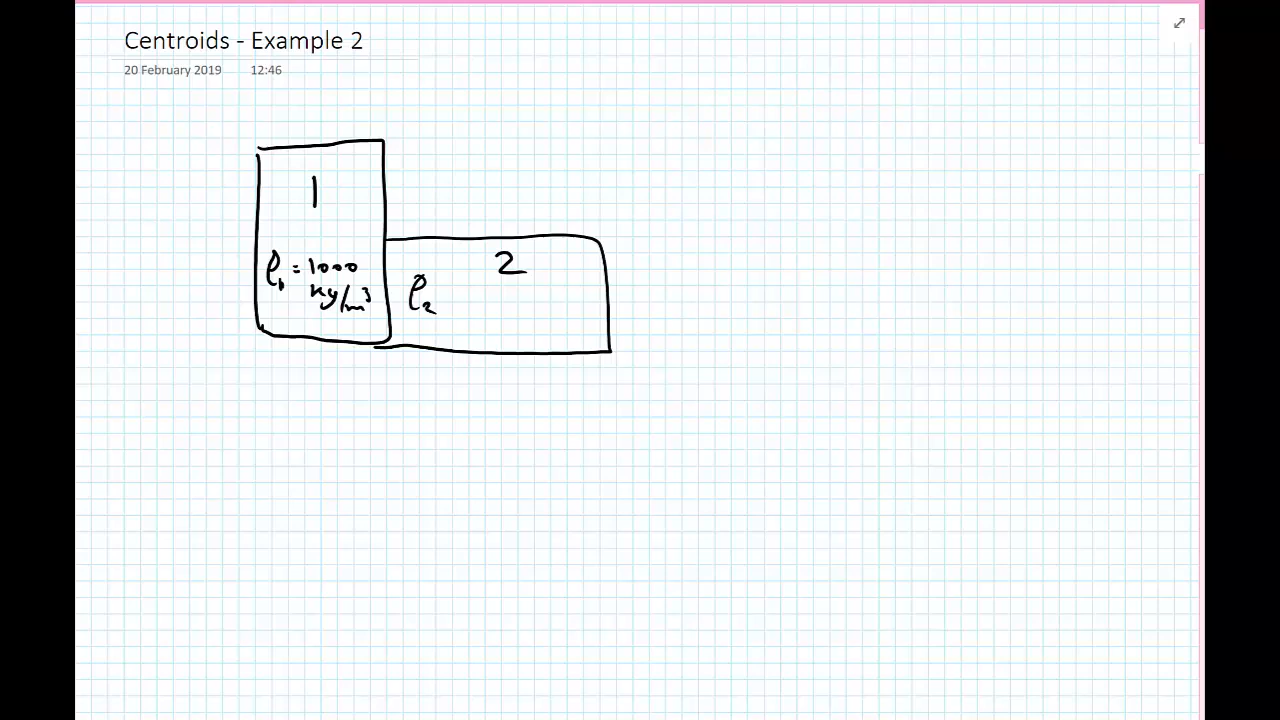 Centroids - Example 2
20 February 2019 12:46
1
2
ρ₁ = 1000
kg/m³
ρ₂